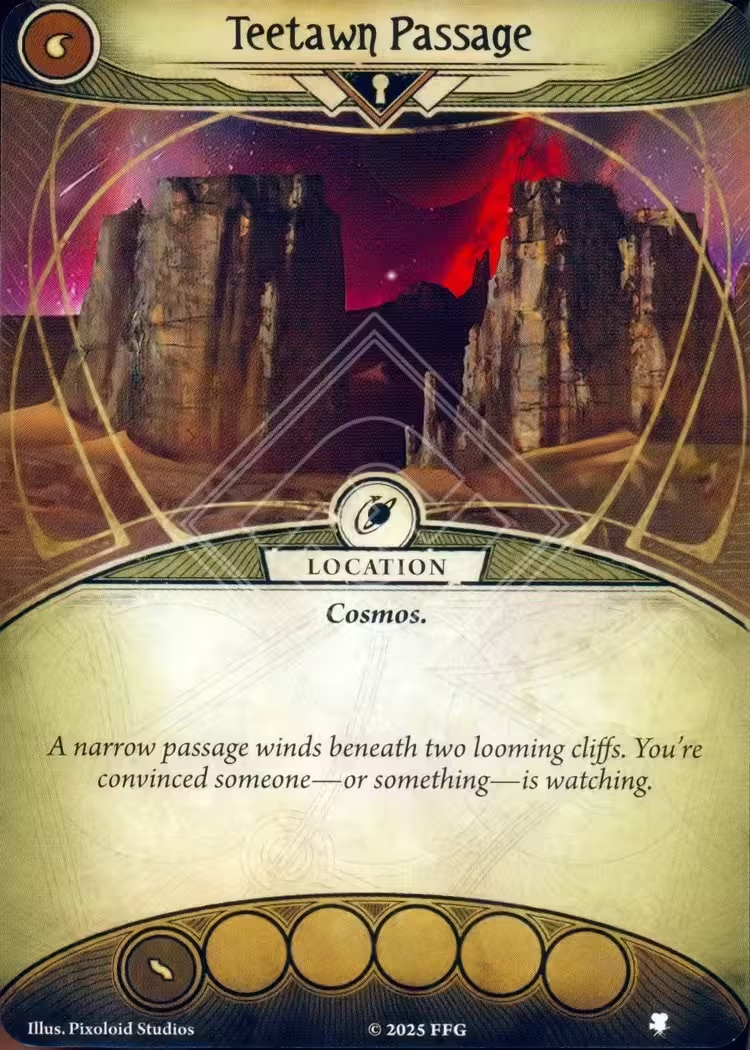 Teetawn Passage
LOCATION
Cosmos.
A narrow passage winds beneath two looming cliffs. You're
convinced someone—or something—is watching.
Illus. Pixoloid Studios
© 2025 FFG